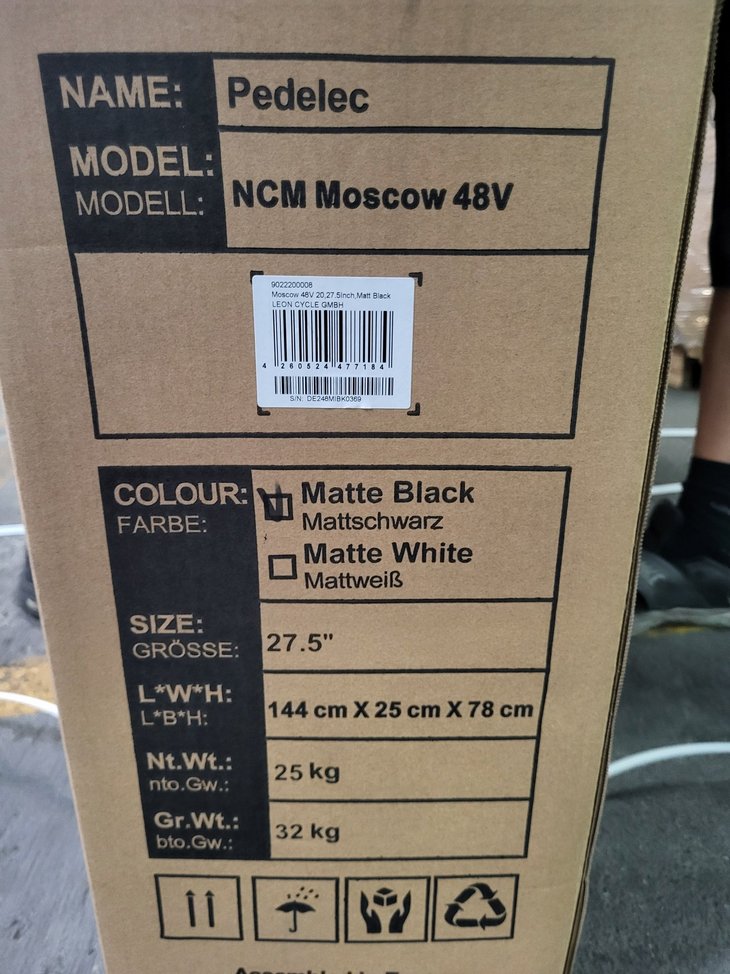 NAME: Pedelec
MODEL:
MODELL:
NCM Moscow 48V
9022200008
Moscow 48V 20,27.5Inch,Matt Black
LEON CYCLE GMBH
4 260524 477184
S/N: DE248MIBK0369
COLOUR:
FARBE:
Matte Black
Mattschwarz
Matte White
Mattweiß
SIZE:
GRÖSSE:
27.5"
L*W*H:
L*B*H:
144 cm X 25 cm X 78 cm
Nt.Wt.:
nto.Gw.:
25 kg
Gr.Wt.:
bto.Gw.:
32 kg